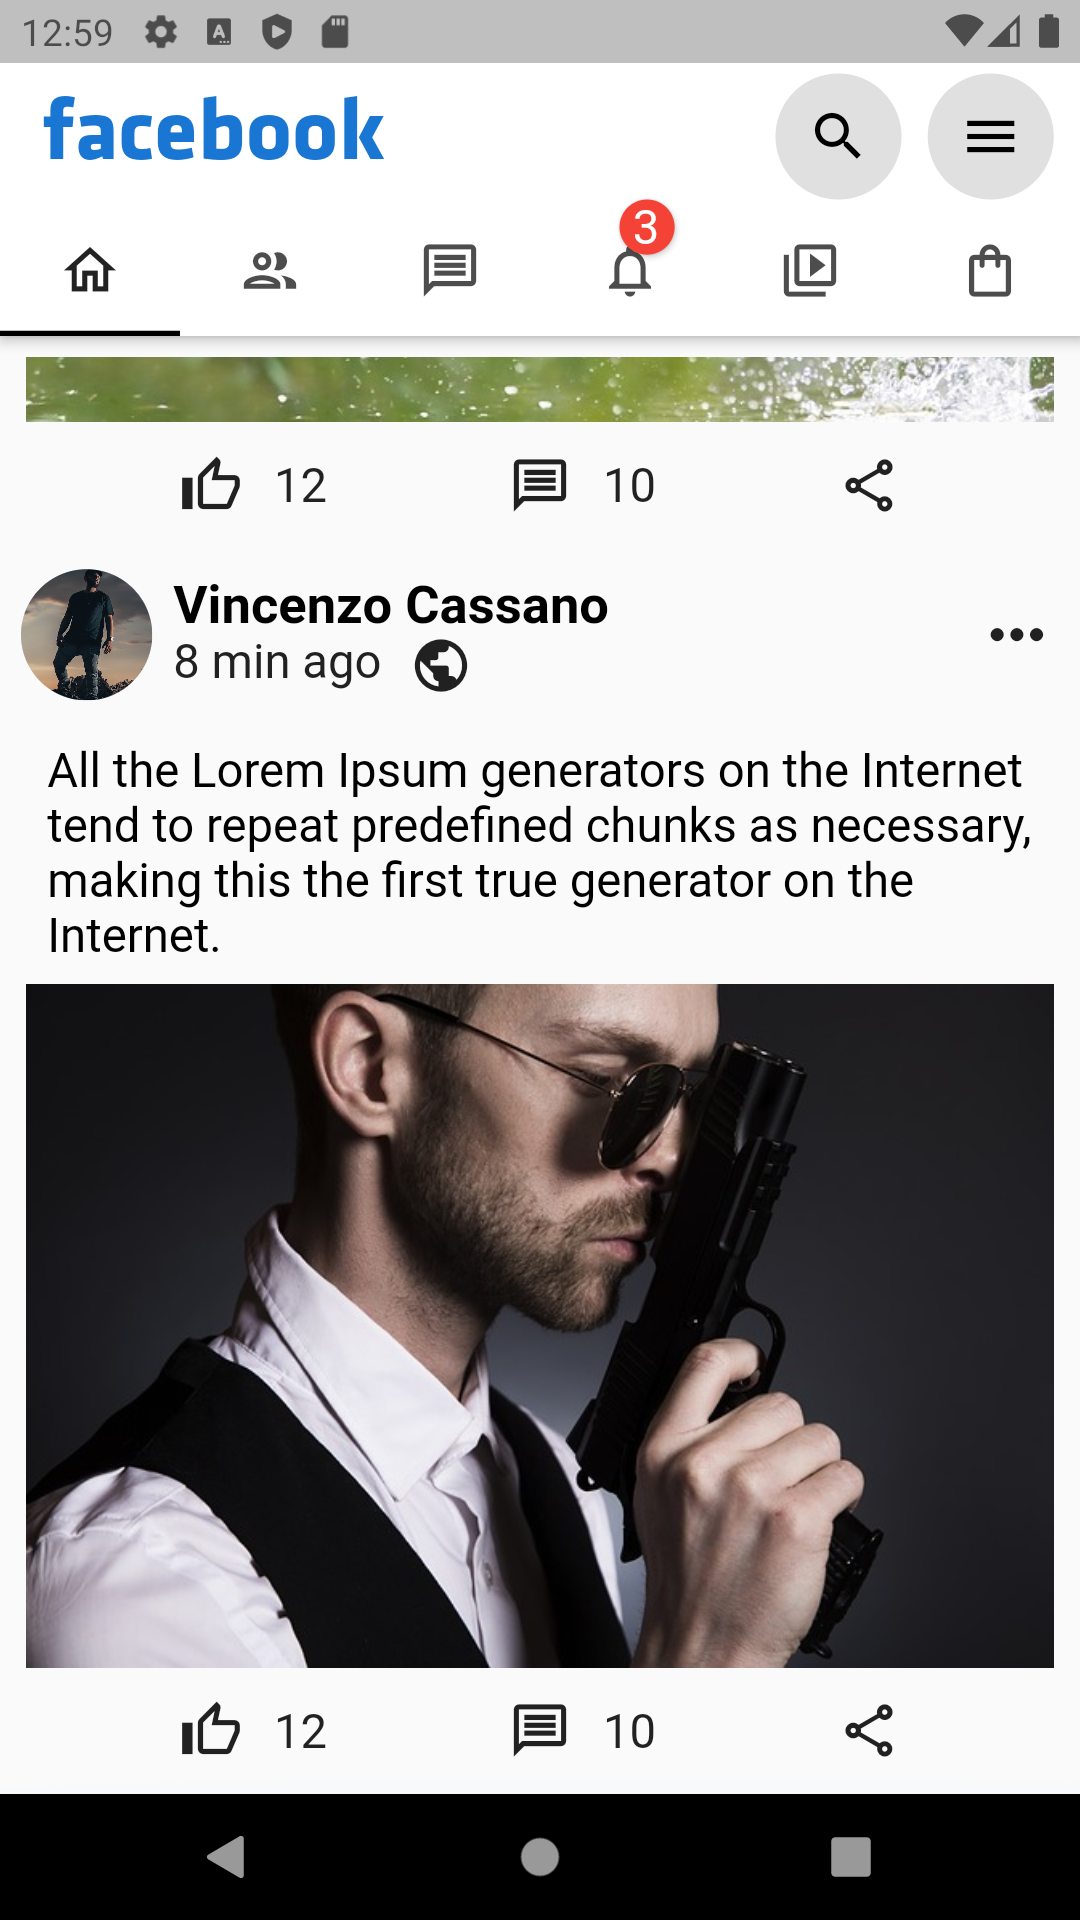 12:59
facebook
3
12 10
Vincenzo Cassano
8 min ago
All the Lorem Ipsum generators on the Internet
tend to repeat predefined chunks as necessary,
making this the first true generator on the
Internet.
12 10